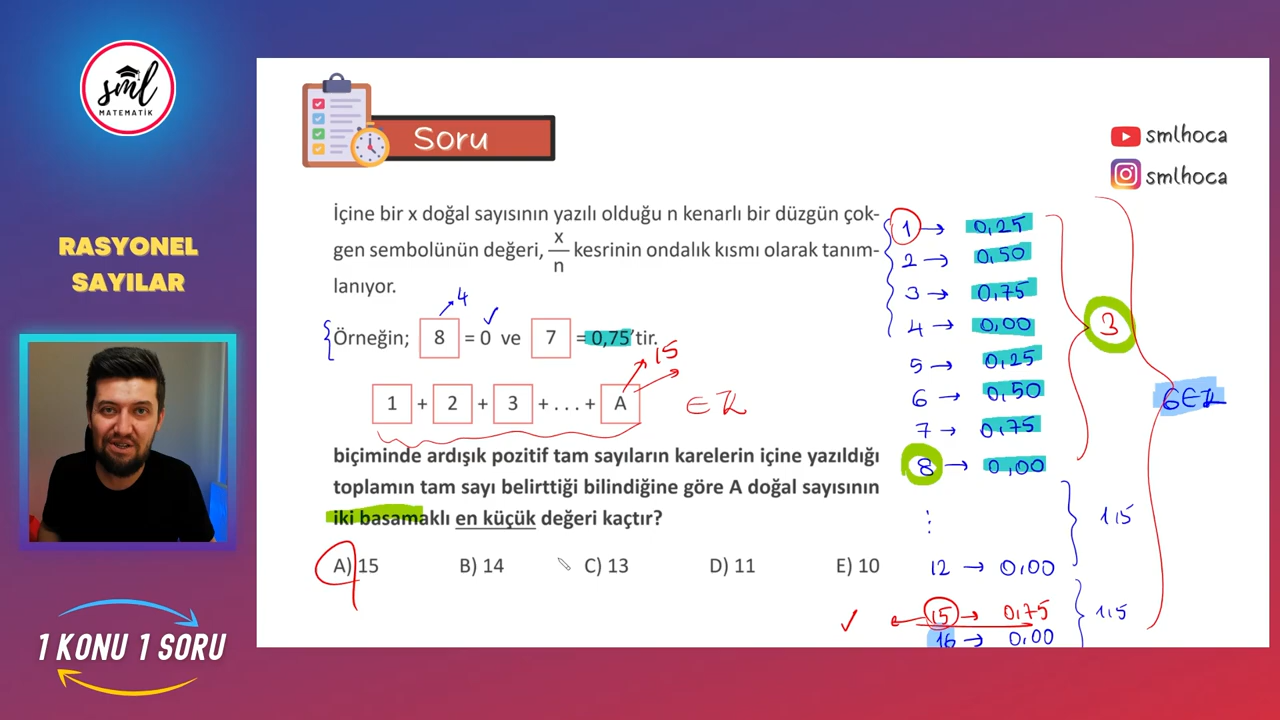 sml
MATEMATİK
RASYONEL
SAYILAR
1 KONU 1 SORU
Soru
smlhoca
smlhoca
İçine bir x doğal sayısının yazılı olduğu n kenarlı bir düzgün çok-
gen sembolünün değeri, x/n kesrinin ondalık kısmı olarak tanım-
lanıyor.
4
Örneğin; 8 = 0 ve 7 = 0,75'tir.
15
1 + 2 + 3 + . . . + A ∈ Z
biçiminde ardışık pozitif tam sayıların karelerin içine yazıldığı
toplamın tam sayı belirttiği bilindiğine göre A doğal sayısının
iki basamaklı en küçük değeri kaçtır?
A) 15 B) 14 C) 13 D) 11 E) 10
1 → 0,25
2 → 0,50
3 → 0,75
4 → 0,00
5 → 0,25
6 → 0,50
7 → 0,75
8 → 0,00
3
6 ∈ Z
⋮
12 → 0,00
1,5
15 → 0,75
16 → 0,00
1,5